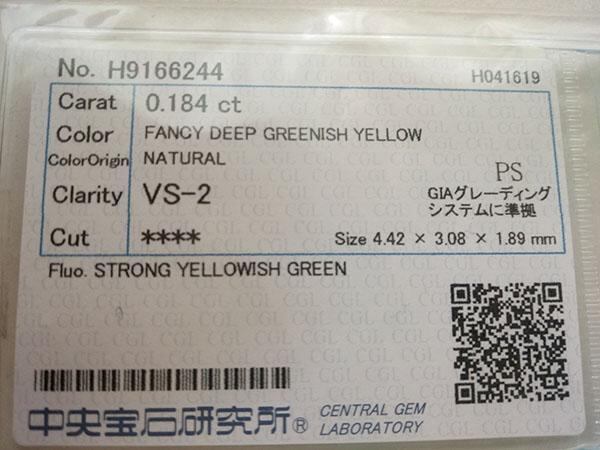 No. H9166244 H041619
Carat 0.184 ct
Color FANCY DEEP GREENISH YELLOW
ColorOrigin NATURAL
PS
Clarity VS-2
GIAグレーディング
システムに準拠
Cut **** Size 4.42 × 3.08 × 1.89 mm
Fluo. STRONG YELLOWISH GREEN
中央宝石研究所® CENTRAL GEM
LABORATORY